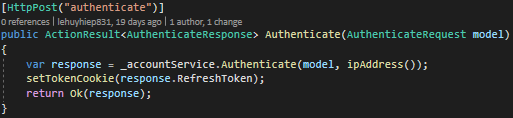 [HttpPost("authenticate")]
0 references | lehuyhiep831, 19 days ago | 1 author, 1 change
public ActionResult<AuthenticateResponse> Authenticate(AuthenticateRequest model)
{
    var response = _accountService.Authenticate(model, ipAddress());
    setTokenCookie(response.RefreshToken);
    return Ok(response);
}